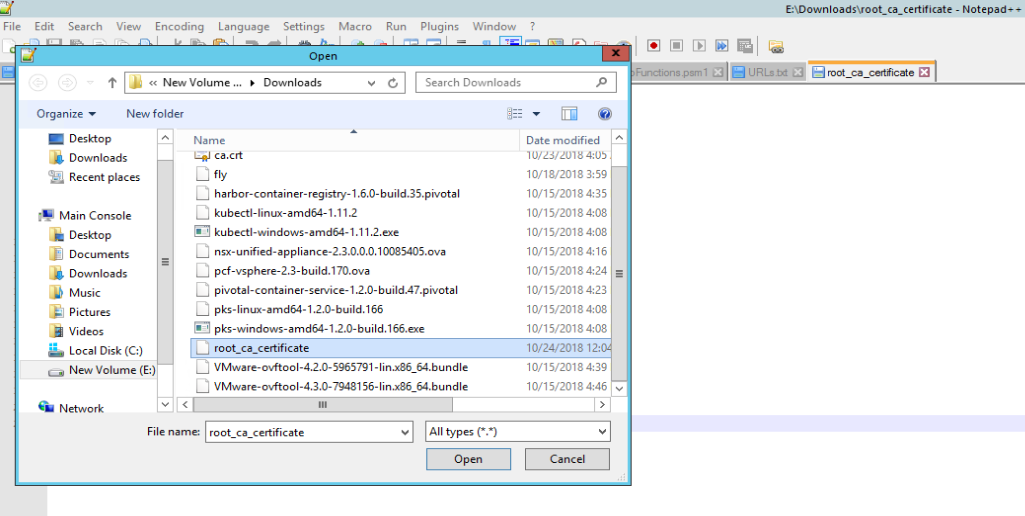 E:\Downloads\root_ca_certificate - Notepad++
File Edit Search View Encoding Language Settings Macro Run Plugins Window ?
Open
« New Volume ... Downloads
Search Downloads
Functions.psm1 URLs.txt root_ca_certificate
Organize New folder
Name Date modified
Desktop
Downloads
Recent places
Main Console
Desktop
Documents
Downloads
Music
Pictures
Videos
Local Disk (C:)
New Volume (E:)
Network
ca.crt 10/23/2018 4:05
fly 10/18/2018 3:59
harbor-container-registry-1.6.0-build.35.pivotal 10/15/2018 4:35
kubectl-linux-amd64-1.11.2 10/15/2018 4:08
kubectl-windows-amd64-1.11.2.exe 10/15/2018 4:08
nsx-unified-appliance-2.3.0.0.0.10085405.ova 10/15/2018 4:16
pcf-vsphere-2.3-build.170.ova 10/15/2018 4:24
pivotal-container-service-1.2.0-build.47.pivotal 10/15/2018 4:23
pks-linux-amd64-1.2.0-build.166 10/15/2018 4:08
pks-windows-amd64-1.2.0-build.166.exe 10/15/2018 4:08
root_ca_certificate 10/24/2018 12:04
VMware-ovftool-4.2.0-5965791-lin.x86_64.bundle 10/15/2018 4:39
VMware-ovftool-4.3.0-7948156-lin.x86_64.bundle 10/15/2018 4:46
File name: root_ca_certificate All types (*.*)
Open Cancel